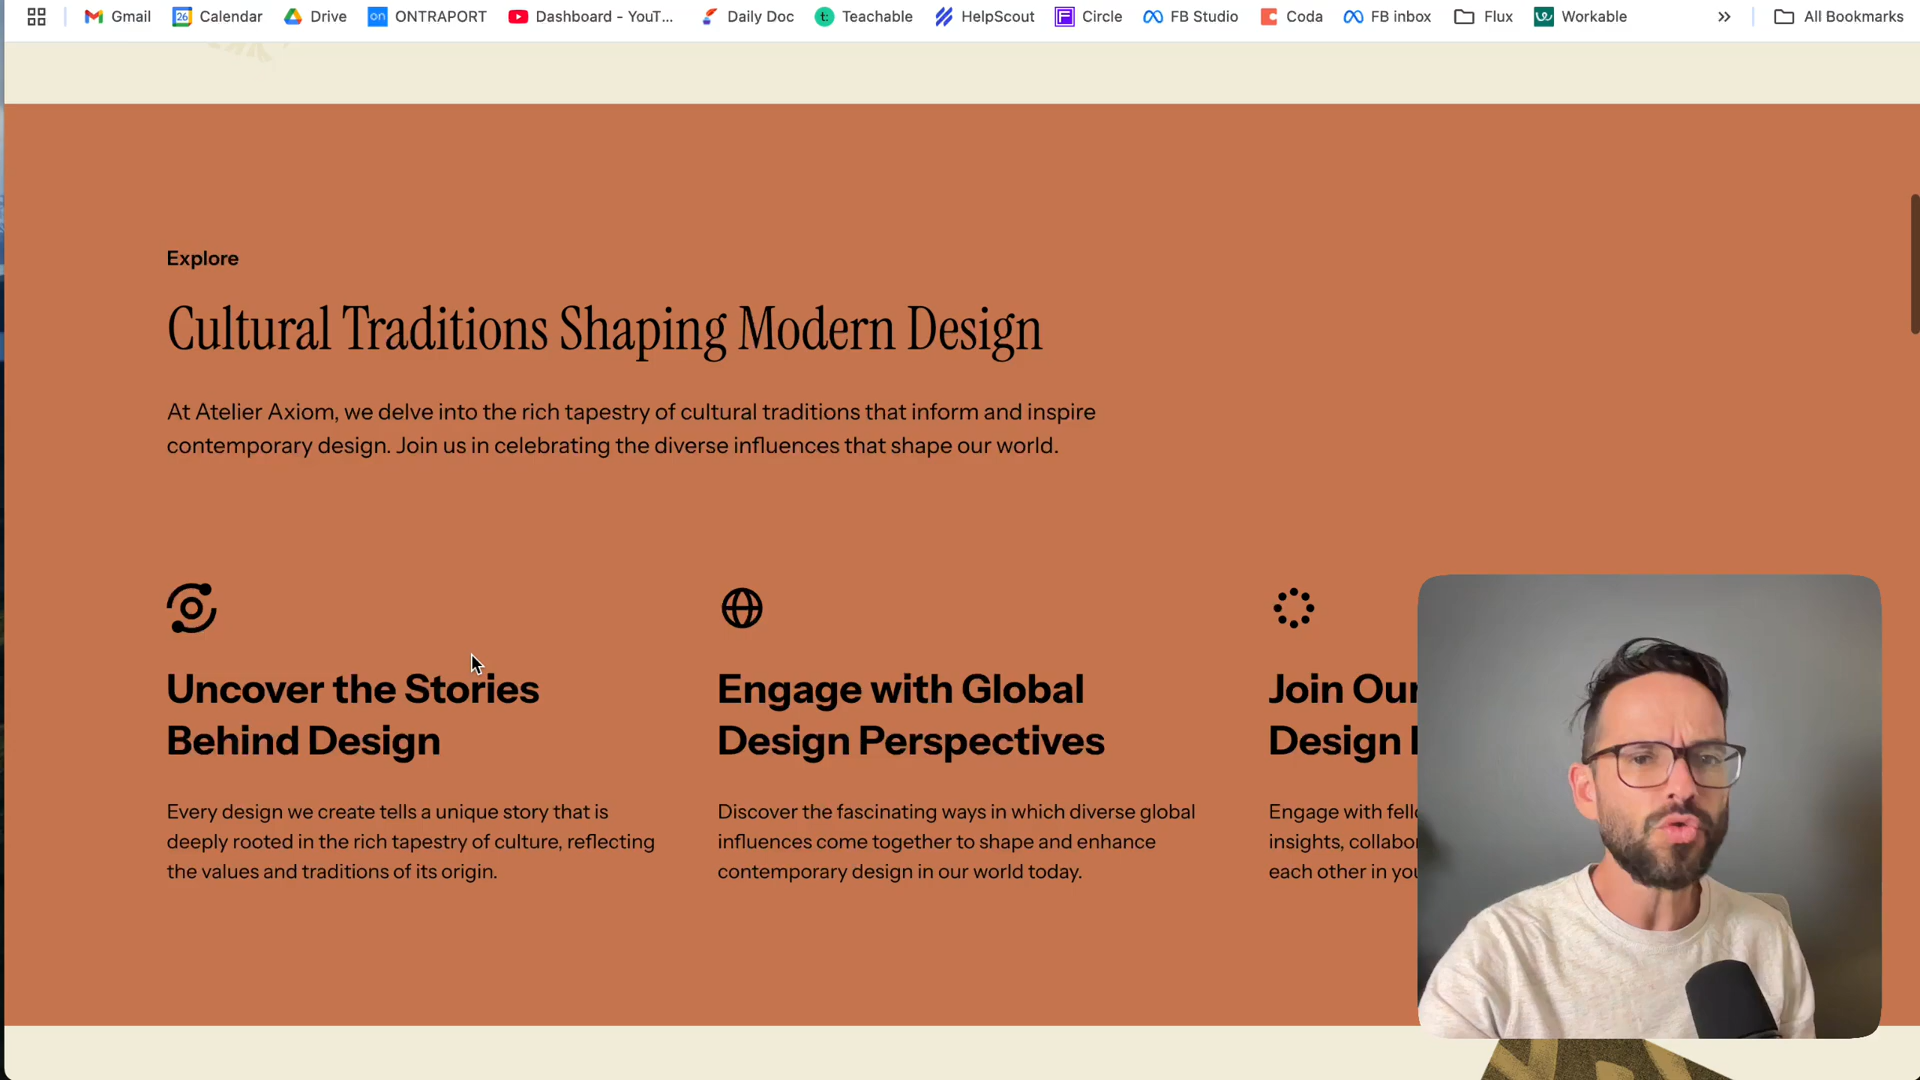 Gmail 26 Calendar Drive on ONTRAPORT Dashboard - YouT... Daily Doc t: Teachable HelpScout Circle FB Studio Coda FB inbox Flux Workable » All Bookmarks
Explore
Cultural Traditions Shaping Modern Design
At Atelier Axiom, we delve into the rich tapestry of cultural traditions that inform and inspire
contemporary design. Join us in celebrating the diverse influences that shape our world.
Uncover the Stories
Behind Design
Every design we create tells a unique story that is
deeply rooted in the rich tapestry of culture, reflecting
the values and traditions of its origin.
Engage with Global
Design Perspectives
Discover the fascinating ways in which diverse global
influences come together to shape and enhance
contemporary design in our world today.
Join Our
Design
Engage with
insights,
each other in